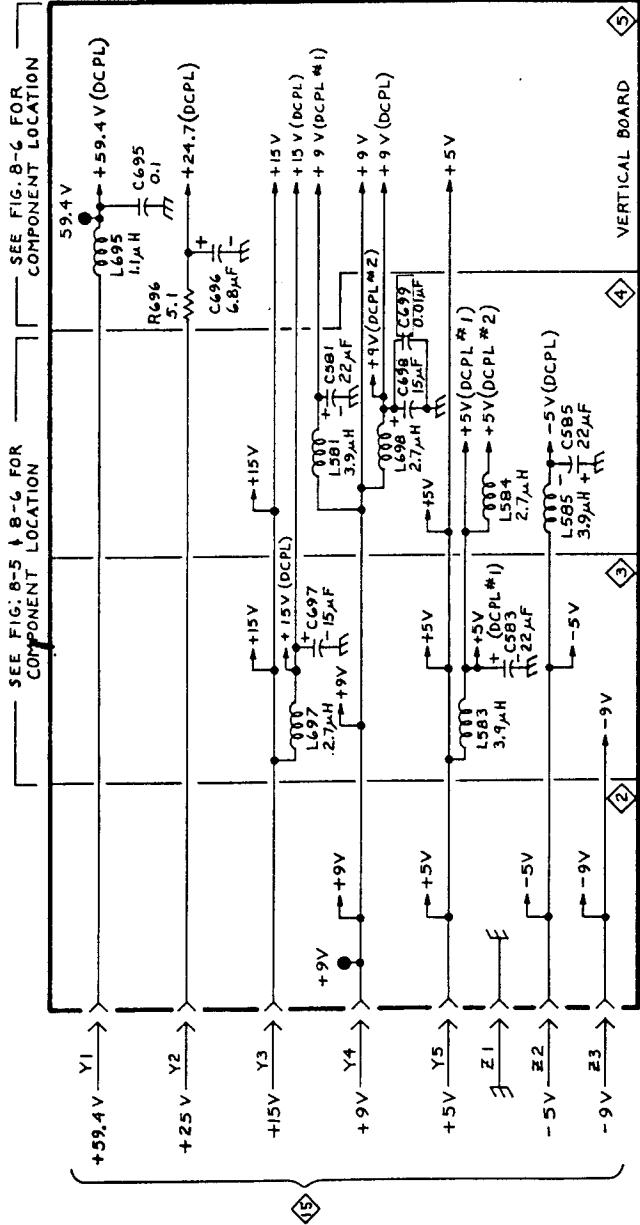 SEE FIG. 8-5 & 8-6 FOR
COMPONENT LOCATION
SEE FIG. 8-6 FOR
COMPONENT LOCATION
15
+59.4V
Y1
59.4 V
L695
1.1μH
+59.4 V (DCPL)
C695
0.1
+25V
Y2
R696
5.1
+24.7 (DCPL)
+
-
C696
6.8μF
+15V
Y3
+15V
+15V
+15V
+15V (DCPL)
+15 V (DCPL)
L697
2.7μH
+
-
C697
15μF
+9V
Y4
+9V
+9V
+9V
L581
3.9μH
+ 9 V (DCPL #1)
+
-
C581
22μF
+9 V
+9V (DCPL #2)
+9 V (DCPL)
L698
2.7μH
+
-
C698
15μF
C699
0.01μF
+5V
Y5
+5V
+5V
+5V
+5V
L583
3.9μH
+5V
(DCPL #1)
+
-
C583
22μF
+5V (DCPL #1)
+5V (DCPL #2)
L584
2.7μH
Z1
-5V
Z2
-5V
-5V
L585
3.9μH
-5V (DCPL)
-
+
C585
22μF
-9V
Z3
-9V
-9V
2
3
4
5
VERTICAL BOARD